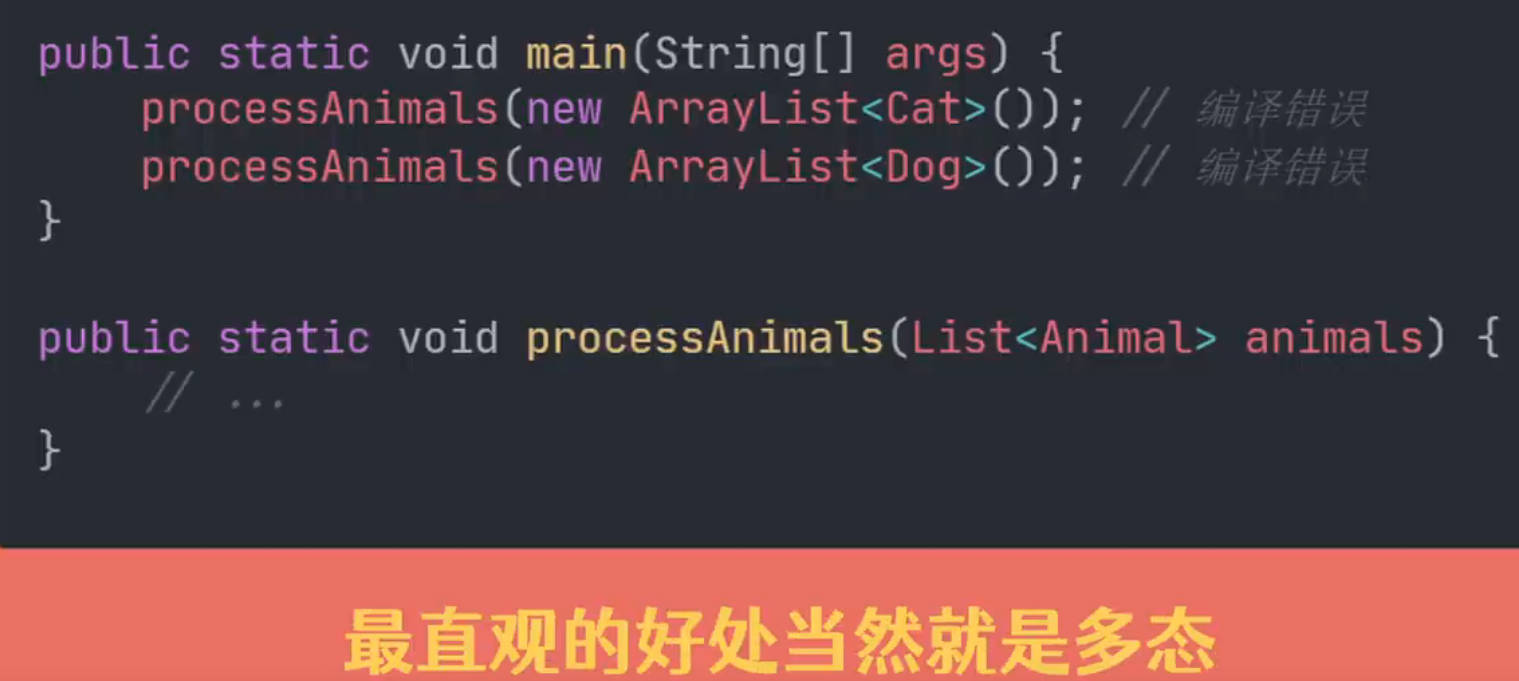 public static void main(String[] args) {
    processAnimals(new ArrayList<Cat>()); // 编译错误
    processAnimals(new ArrayList<Dog>()); // 编译错误
}
public static void processAnimals(List<Animal> animals) {
    // ...
}
最直观的好处当然就是多态